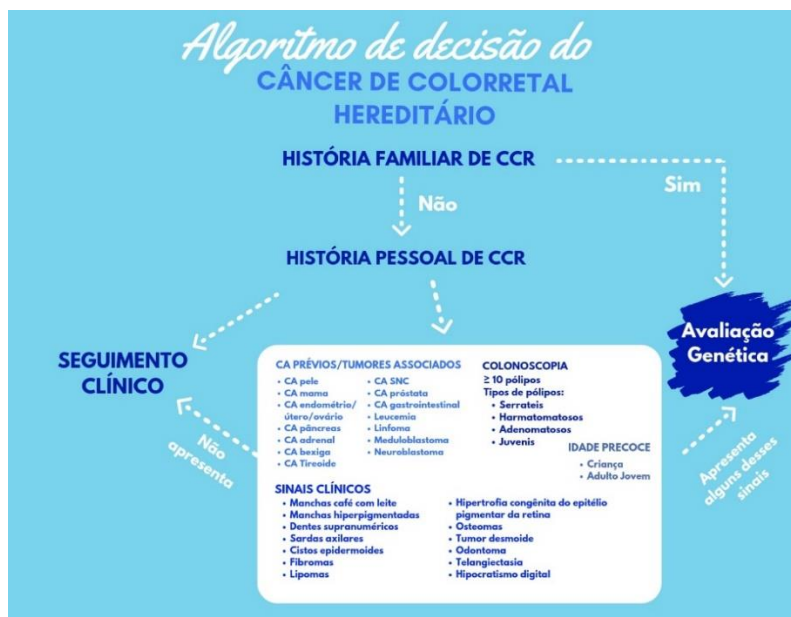 Algoritmo de decisão do
CÂNCER DE COLORRETAL
HEREDITÁRIO
HISTÓRIA FAMILIAR DE CCR
Sim
Não
HISTÓRIA PESSOAL DE CCR
Avaliação
Genética
SEGUIMENTO
CLÍNICO
Não
apresenta
CA PRÉVIOS/TUMORES ASSOCIADOS
• CA pele
• CA mama
• CA endométrio/
útero/ovário
• CA pâncreas
• CA adrenal
• CA bexiga
• CA Tireoide
• CA SNC
• CA próstata
• CA gastrointestinal
• Leucemia
• Linfoma
• Meduloblastoma
• Neuroblastoma
COLONOSCOPIA
≥ 10 pólipos
Tipos de pólipos:
• Serrateis
• Harmatomatosos
• Adenomatosos
• Juvenis
IDADE PRECOCE
• Criança
• Adulto Jovem
SINAIS CLÍNICOS
• Manchas café com leite
• Manchas hiperpigmentadas
• Dentes supranuméricos
• Sardas axilares
• Cistos epidermoides
• Fibromas
• Lipomas
• Hipertrofia congênita do epitélio
pigmentar da retina
• Osteomas
• Tumor desmoide
• Odontoma
• Telangiectasia
• Hipocratismo digital
Apresenta
alguns desses
sinais